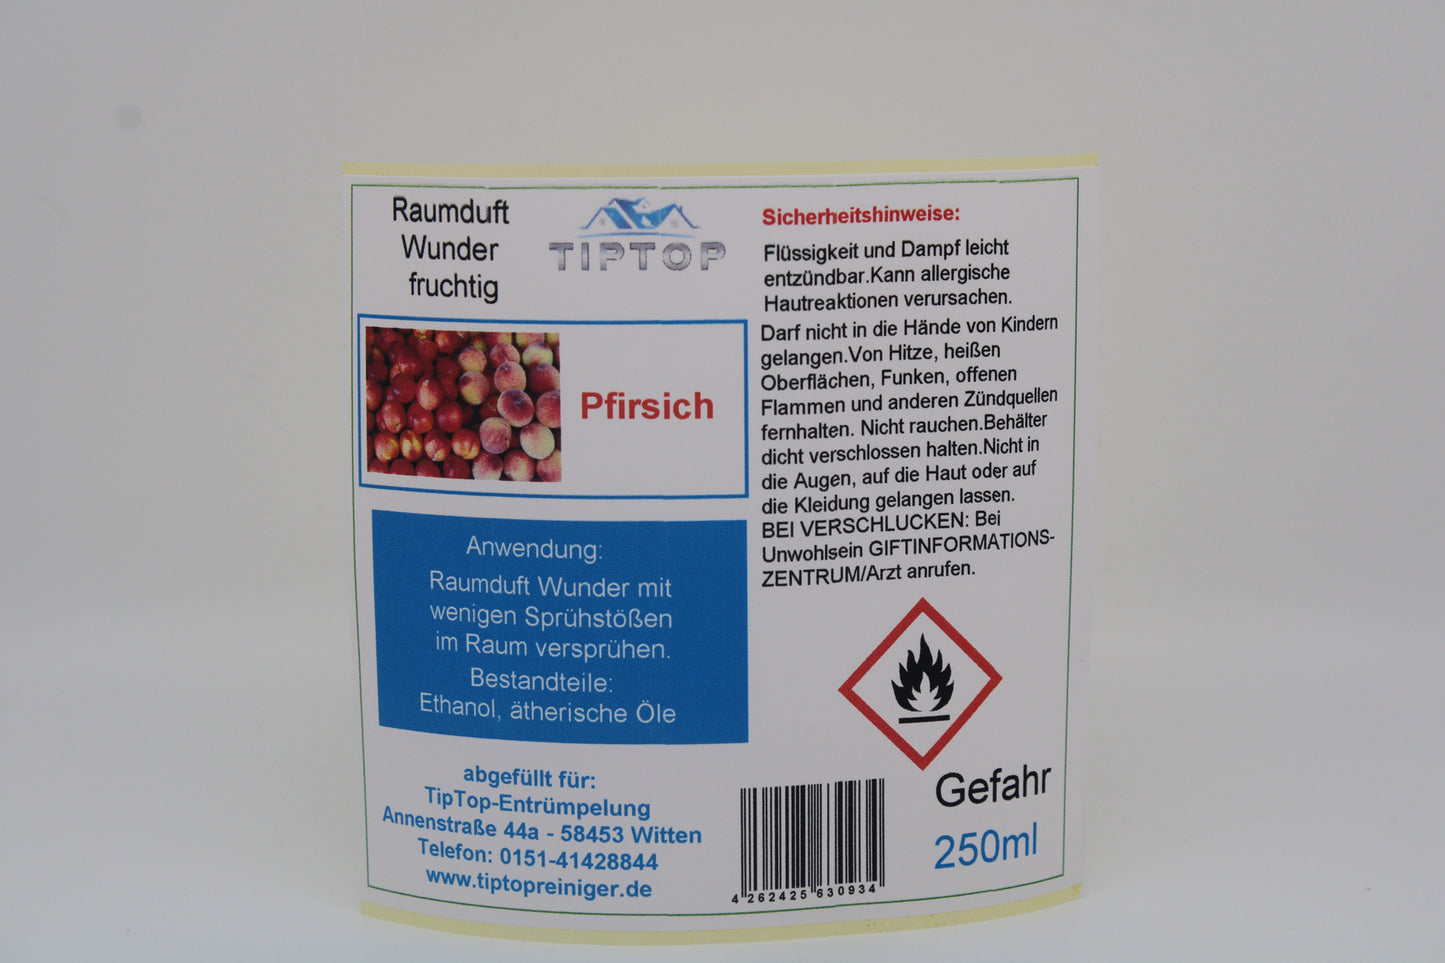 Raumduft
Wunder
fruchtig
TIPTOP
Pfirsich
Anwendung:
Raumduft Wunder mit
wenigen Sprühstößen
im Raum versprühen.
Bestandteile:
Ethanol, ätherische Öle
abgefüllt für:
TipTop-Entrümpelung
Annenstraße 44a - 58453 Witten
Telefon: 0151-41428844
www.tiptopreiniger.de
Sicherheitshinweise:
Flüssigkeit und Dampf leicht
entzündbar.Kann allergische
Hautreaktionen verursachen.
Darf nicht in die Hände von Kindern
gelangen.Von Hitze, heißen
Oberflächen, Funken, offenen
Flammen und anderen Zündquellen
fernhalten. Nicht rauchen.Behälter
dicht verschlossen halten.Nicht in
die Augen, auf die Haut oder auf
die Kleidung gelangen lassen.
BEI VERSCHLUCKEN: Bei
Unwohlsein GIFTINFORMATIONS-
ZENTRUM/Arzt anrufen.
Gefahr
250ml
4 262425 630934